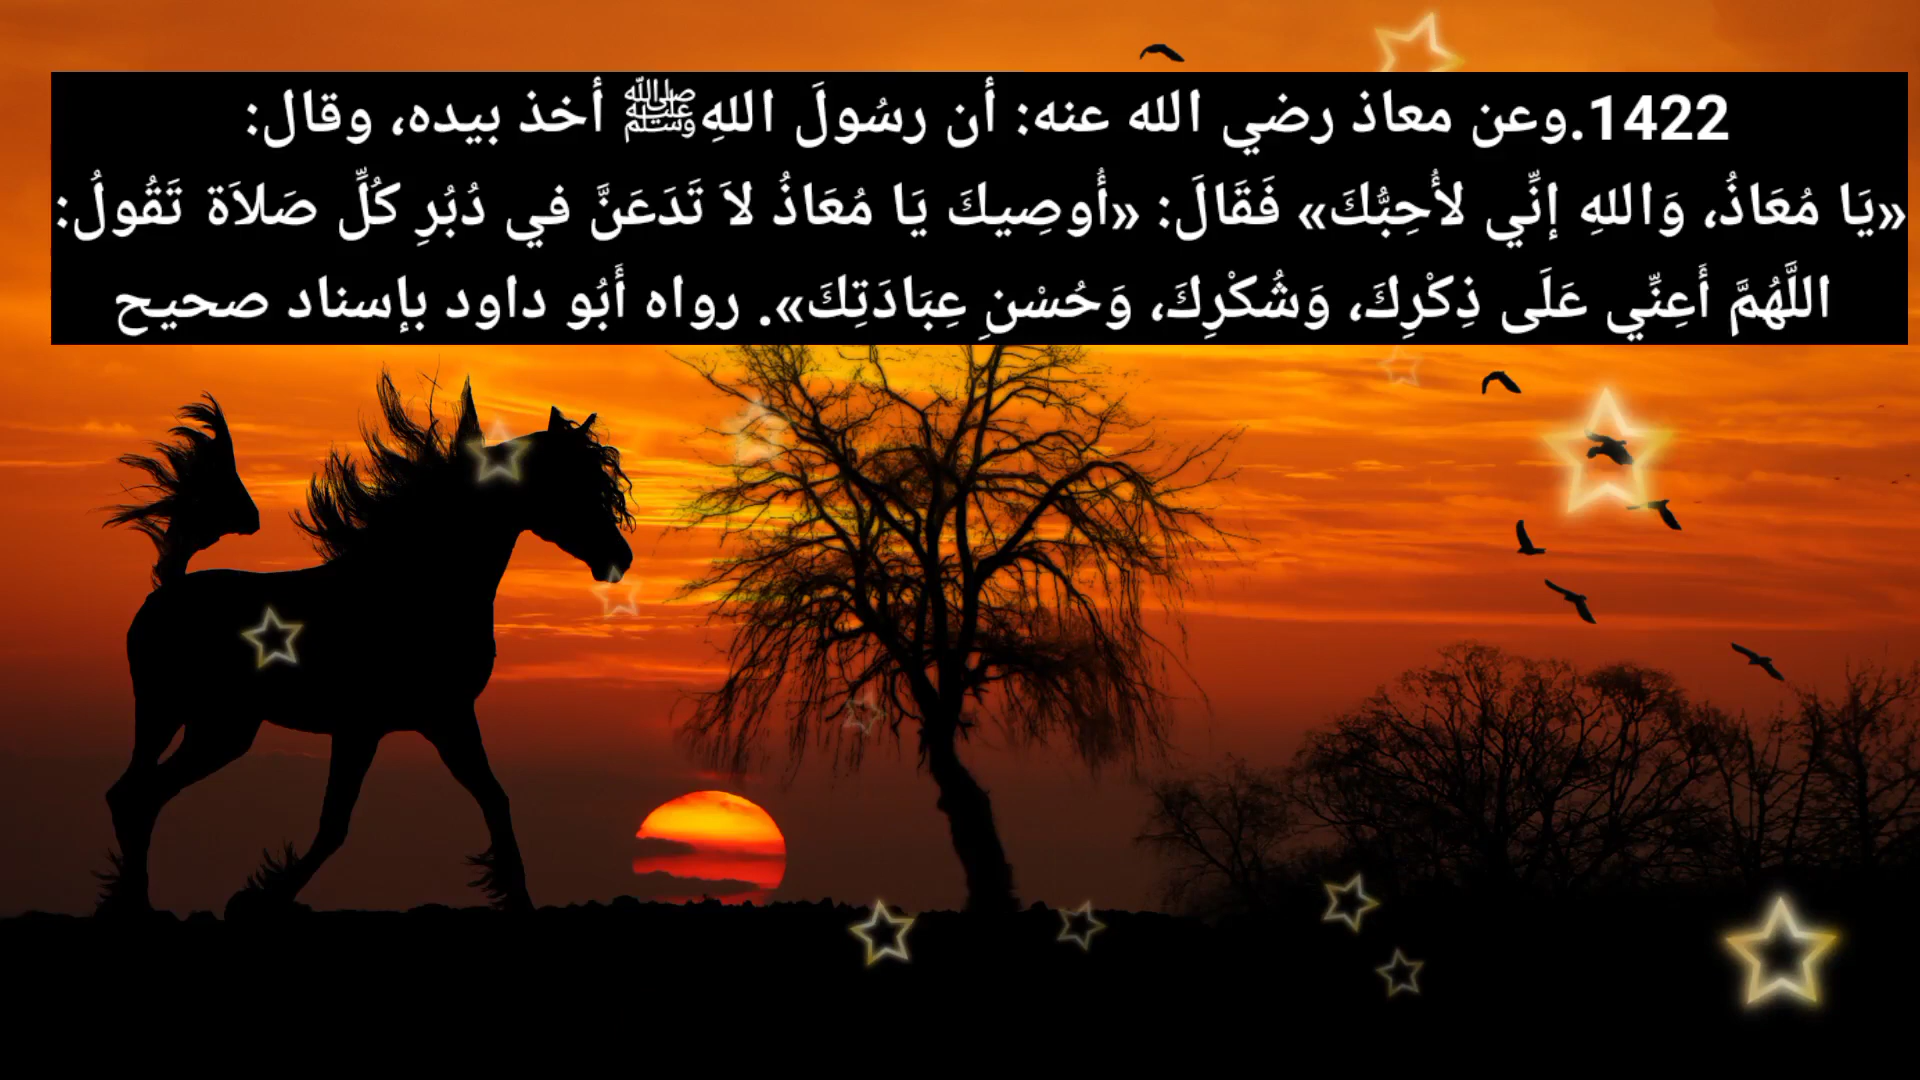 1422.وعن معاذ رضي الله عنه: أن رسُولَ اللهِﷺ أخذ بيده، وقال:
«يَا مُعَاذُ، وَاللهِ إنِّي لأُحِبُّكَ» فَقَالَ: «أُوصِيكَ يَا مُعَاذُ لاَ تَدَعَنَّ في دُبُرِ كُلِّ صَلاَة تَقُولُ:
اللَّهُمَّ أَعِنِّي عَلَى ذِكْرِكَ، وَشُكْرِكَ، وَحُسْنِ عِبَادَتِكَ». رواه أَبُو داود بإسناد صحيح